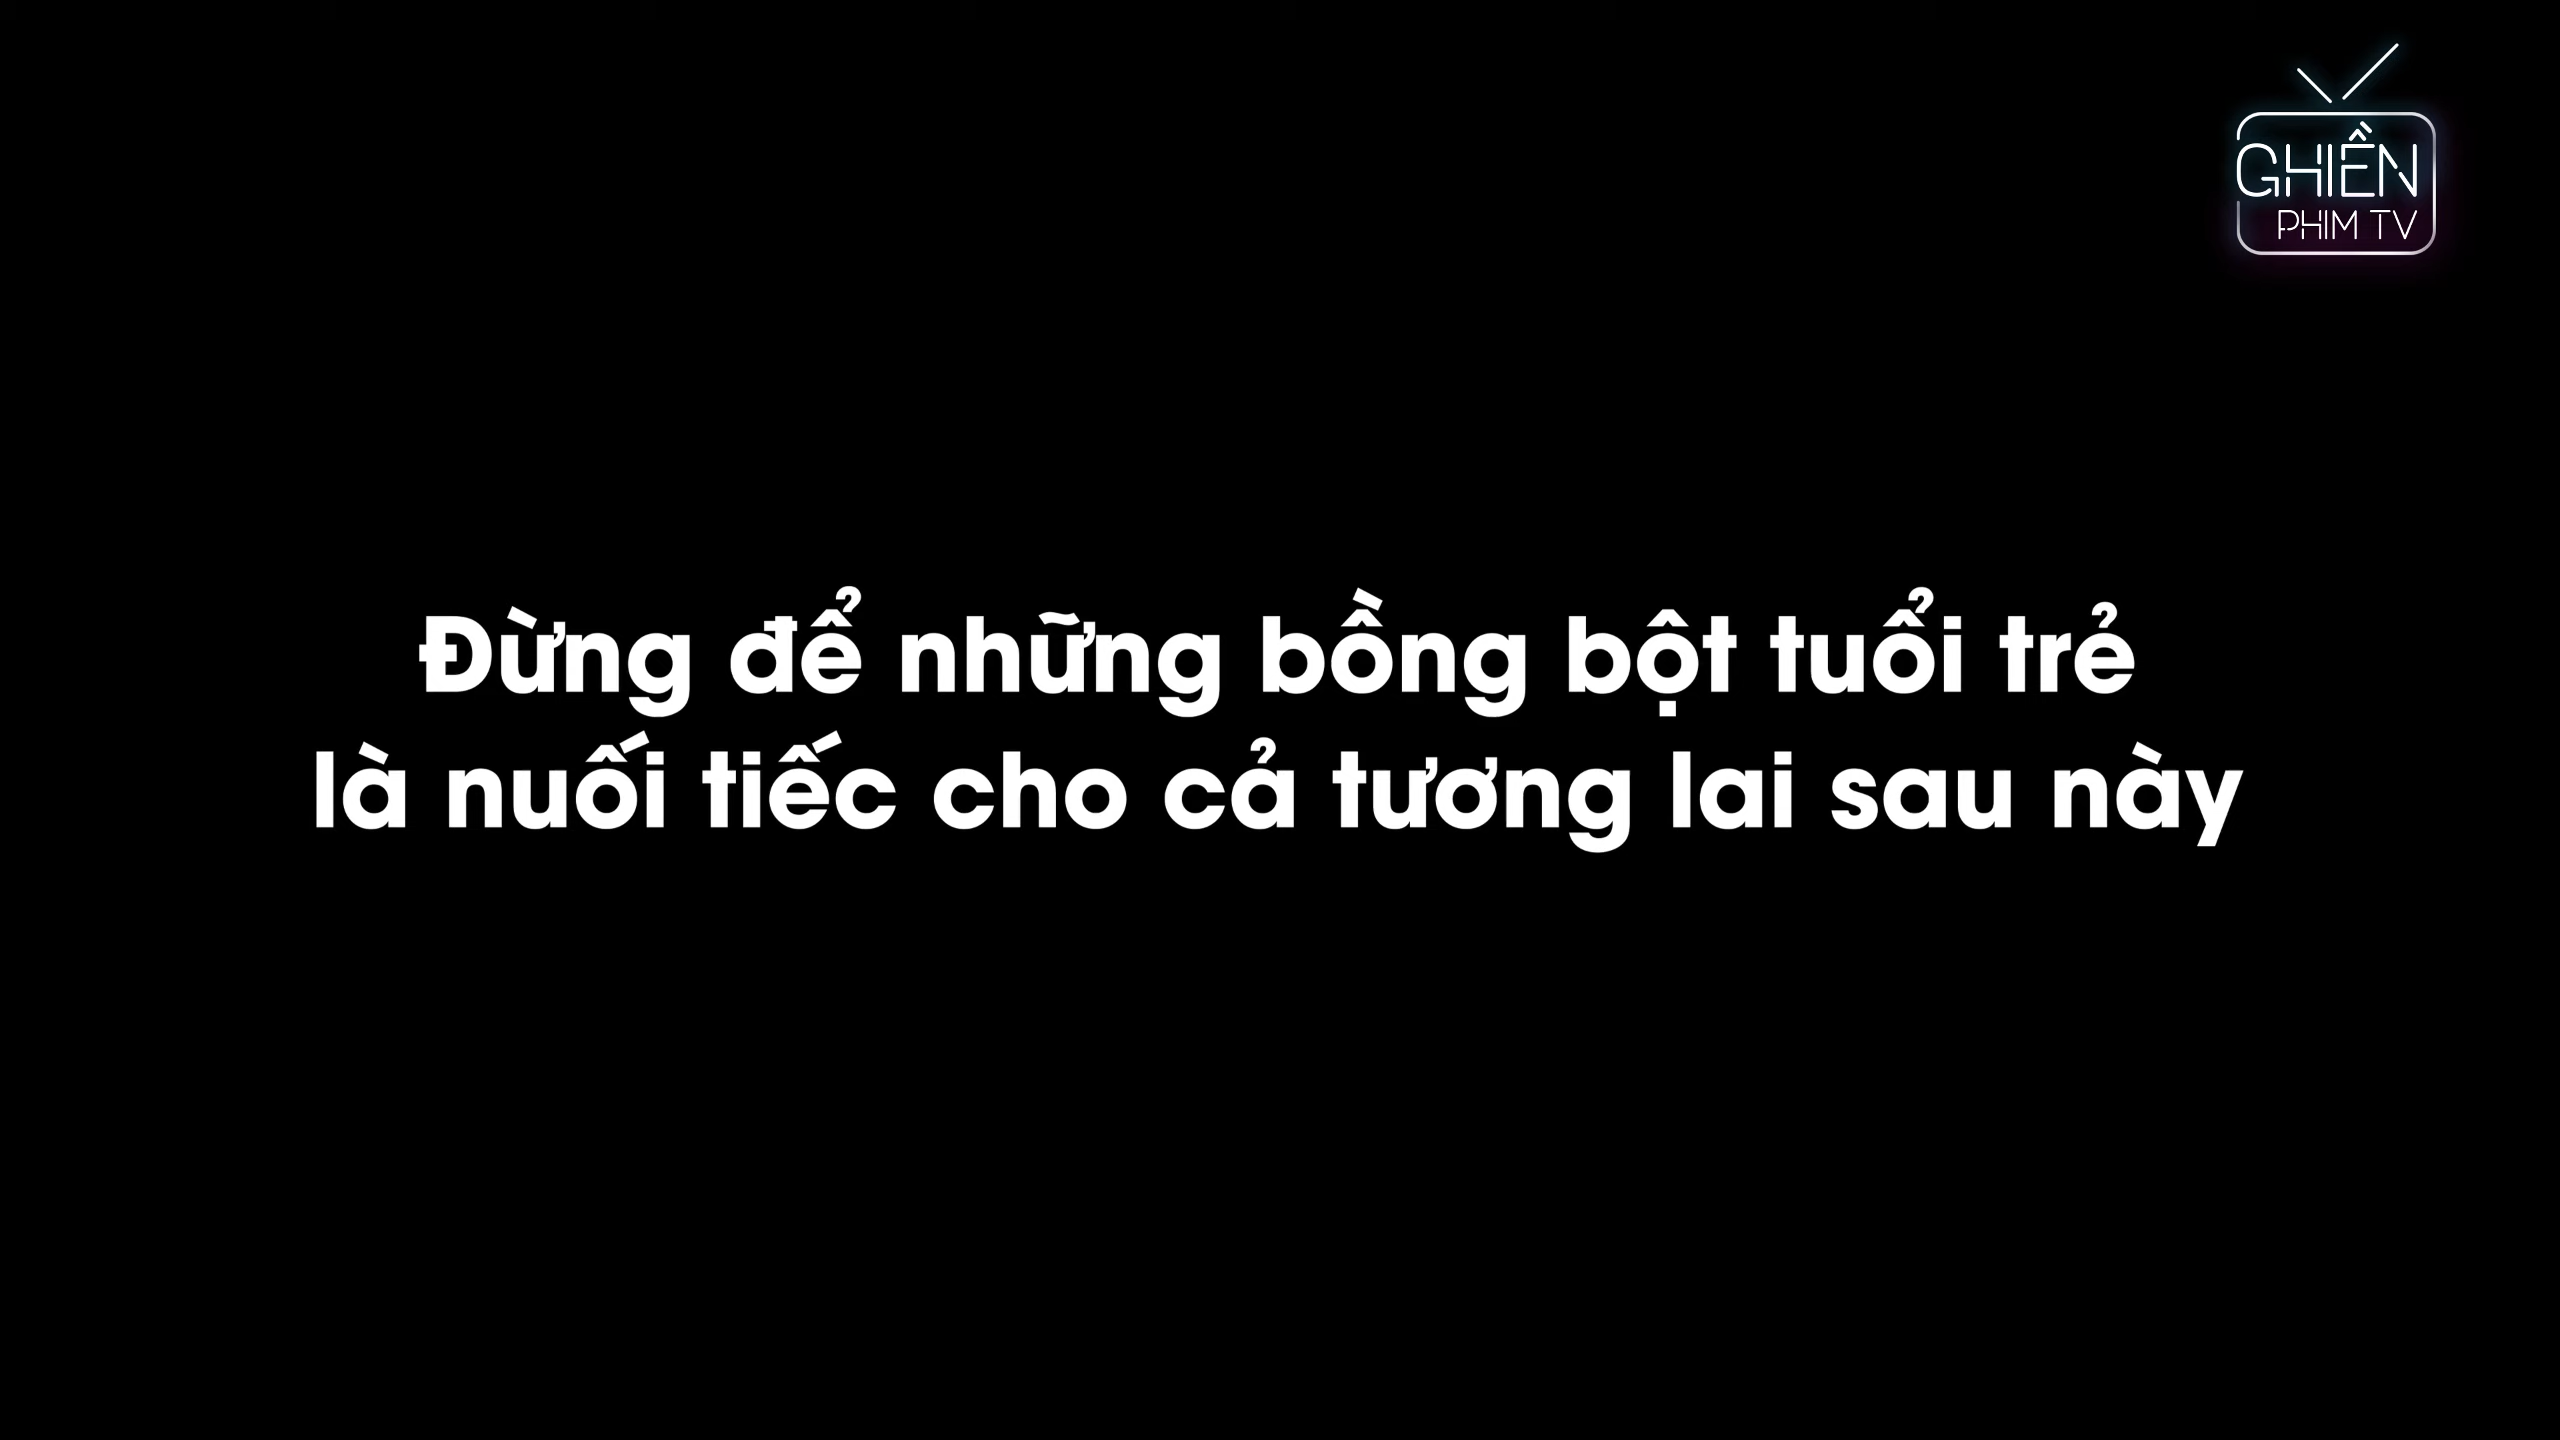 GHIỀN
PHIM TV
Đừng để những bồng bột tuổi trẻ
là nuối tiếc cho cả tương lai sau này